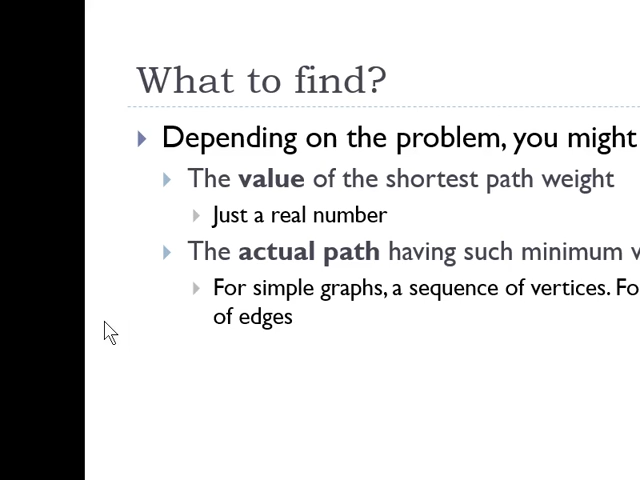 What to find?
Depending on the problem, you might
The value of the shortest path weight
Just a real number
The actual path having such minimum
For simple graphs, a sequence of vertices. Fo
of edges